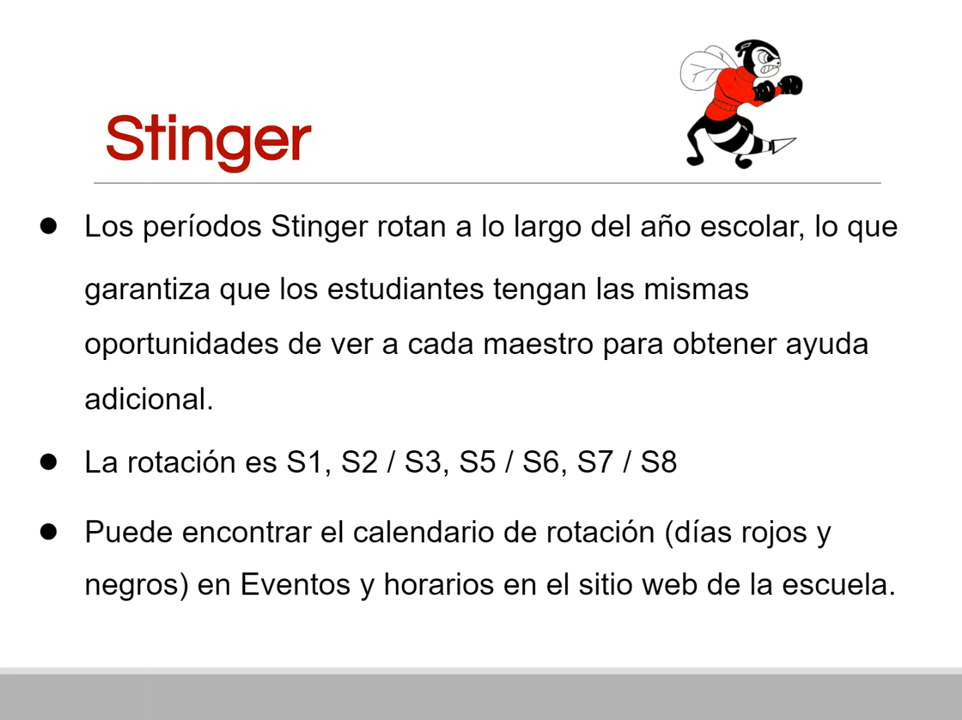 Stinger
● Los períodos Stinger rotan a lo largo del año escolar, lo que
garantiza que los estudiantes tengan las mismas
oportunidades de ver a cada maestro para obtener ayuda
adicional.
● La rotación es S1, S2 / S3, S5 / S6, S7 / S8
● Puede encontrar el calendario de rotación (días rojos y
negros) en Eventos y horarios en el sitio web de la escuela.